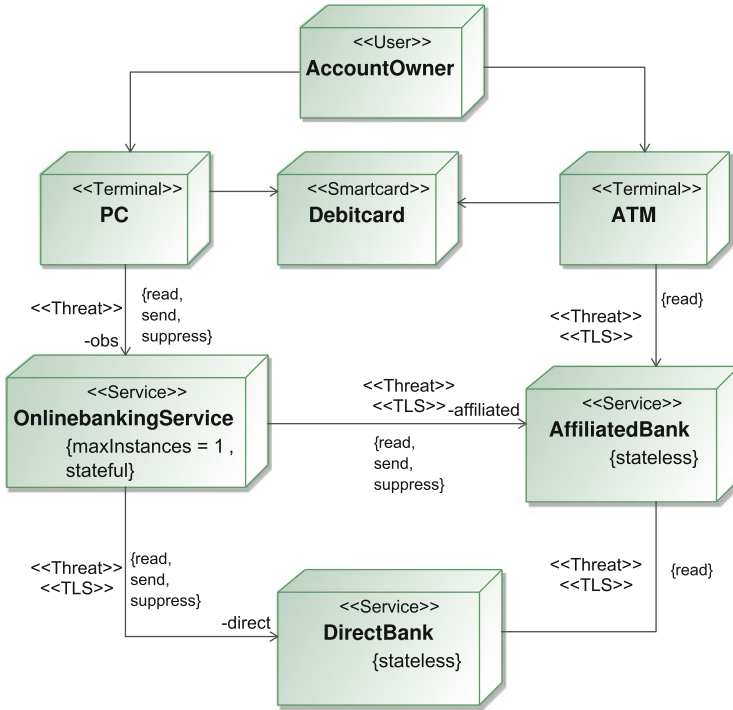 <<User>>
AccountOwner
<<Terminal>>
PC
<<Smartcard>>
Debitcard
<<Terminal>>
ATM
<<Threat>>
{read,
send,
suppress}
-obs
{read}
<<Threat>>
<<TLS>>
<<Service>>
OnlinebankingService
{maxInstances = 1 ,
stateful}
<<Threat>>
<<TLS>>
-affiliated
{read,
send,
suppress}
<<Service>>
AffiliatedBank
{stateless}
<<Threat>>
<<TLS>>
{read,
send,
suppress}
-direct
<<Service>>
DirectBank
{stateless}
<<Threat>>
<<TLS>>
{read}